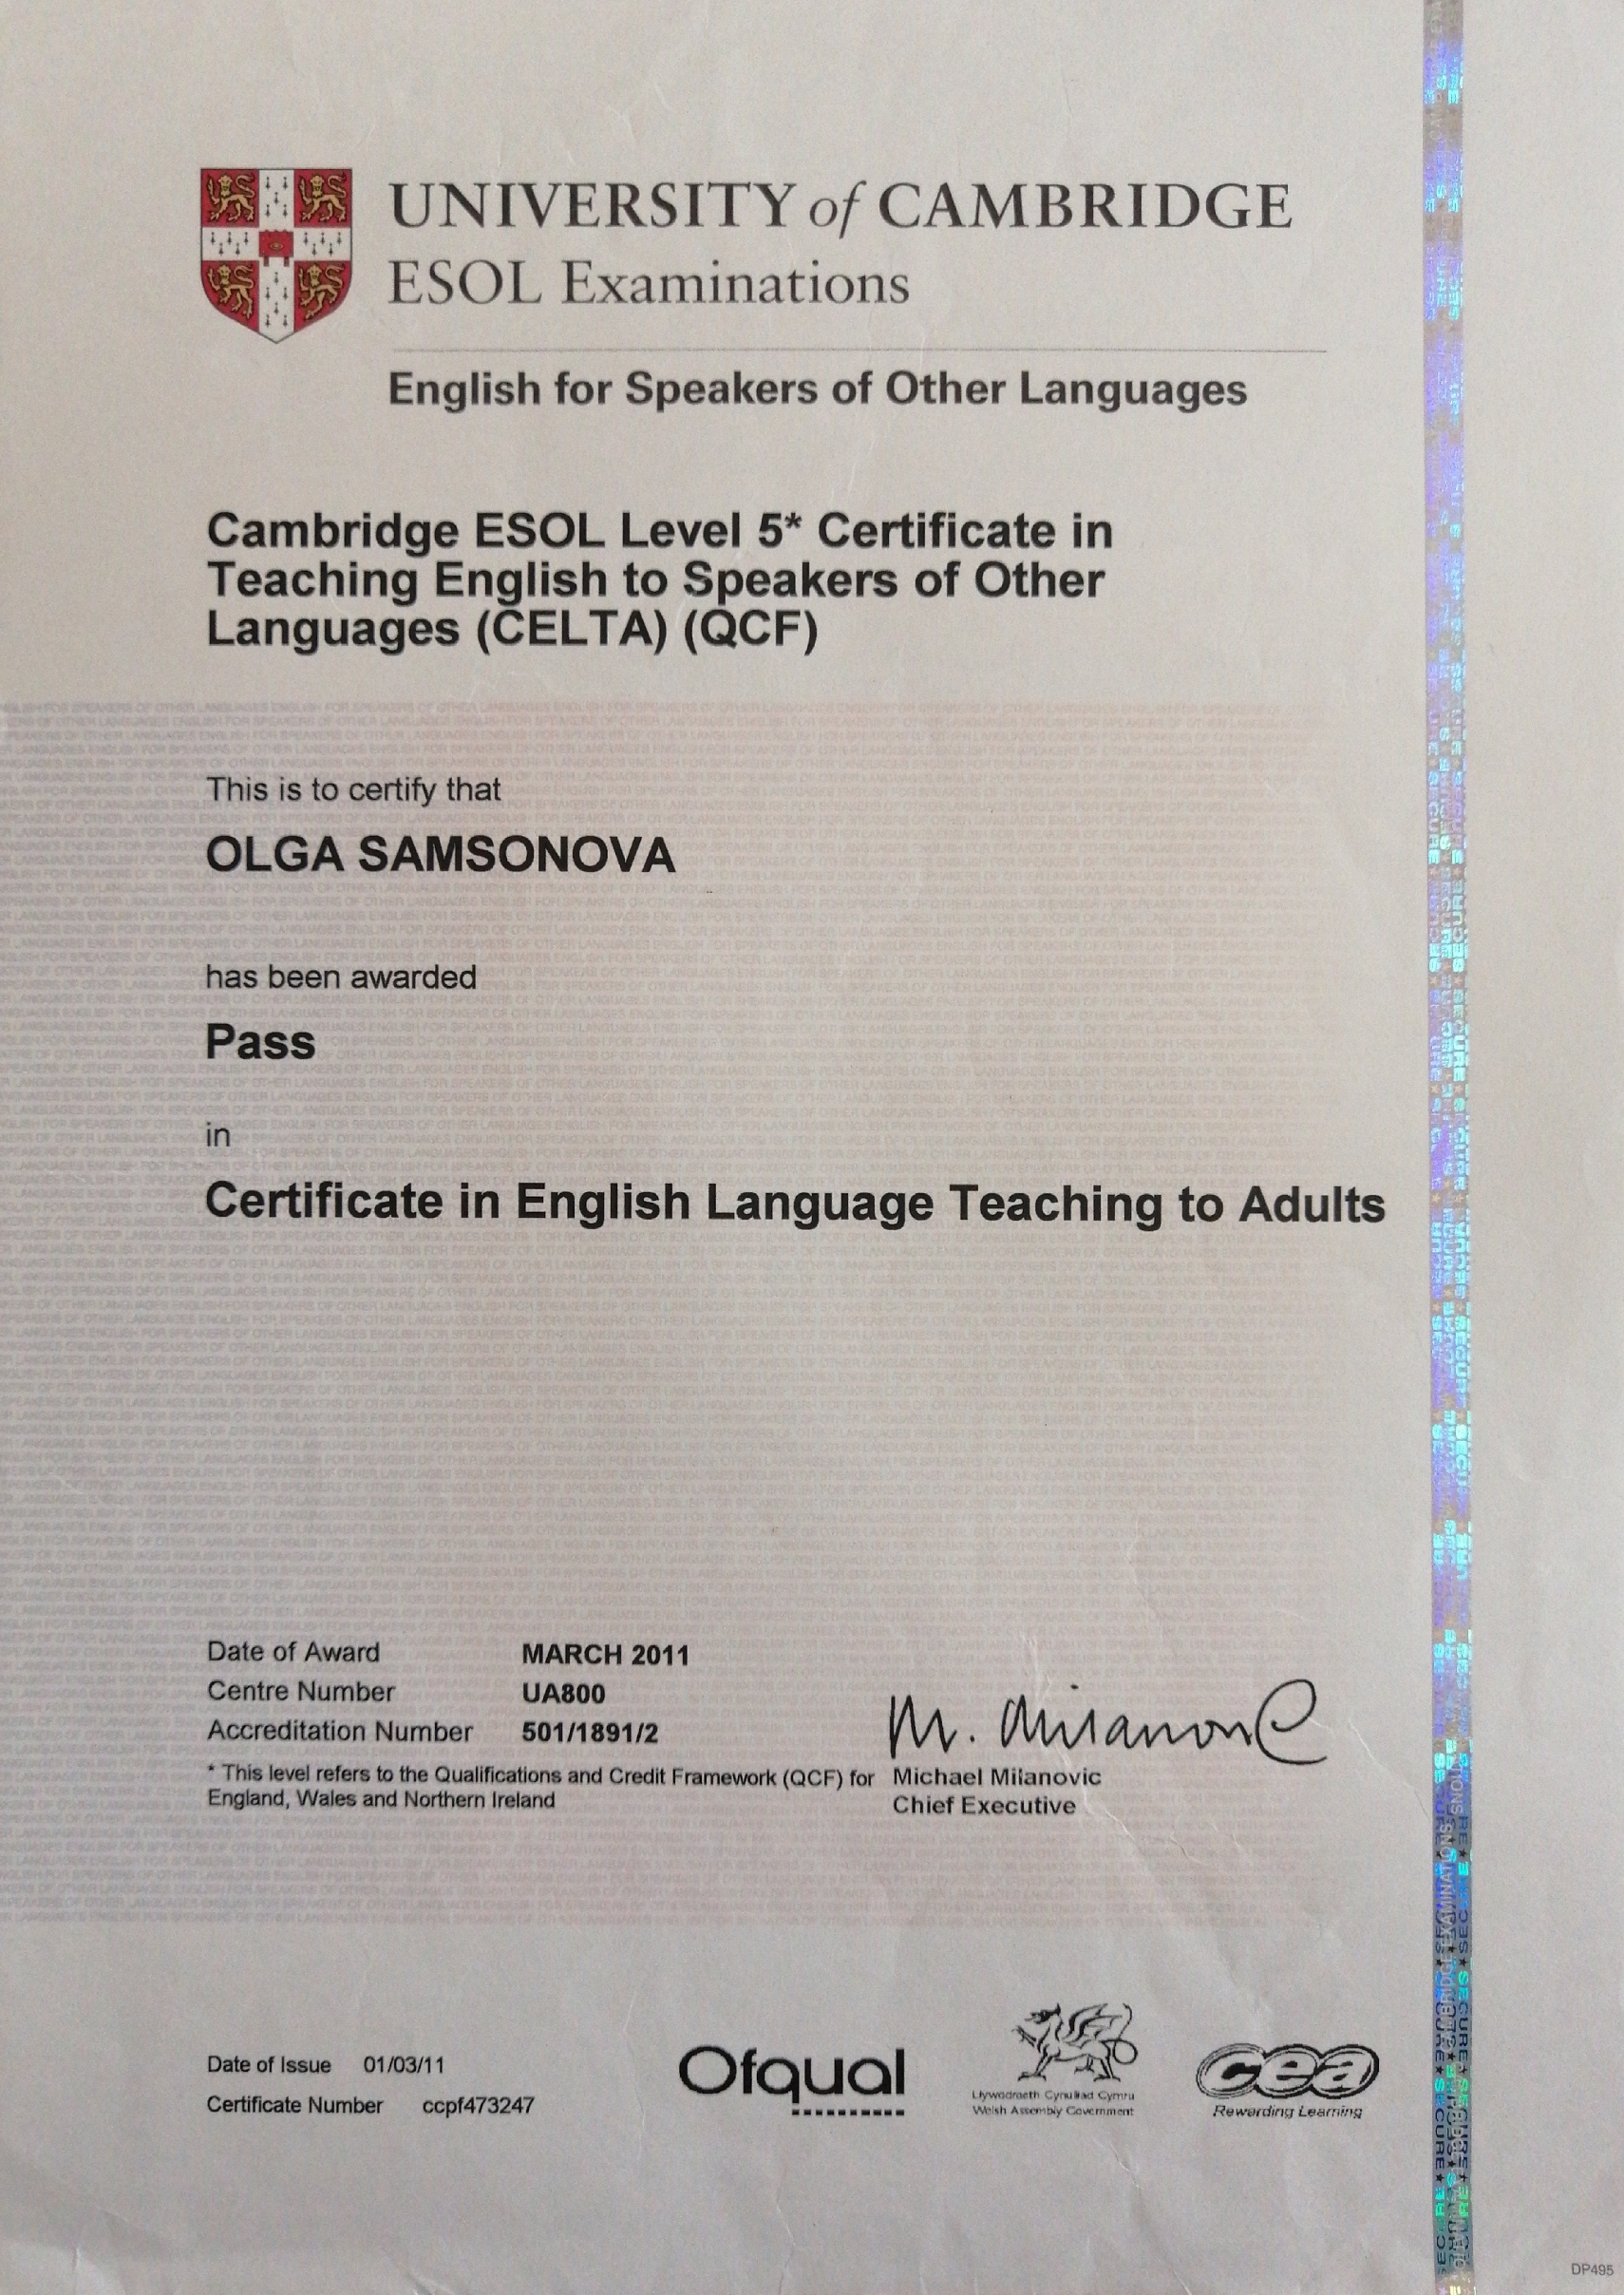 UNIVERSITY of CAMBRIDGE
ESOL Examinations
English for Speakers of Other Languages
Cambridge ESOL Level 5* Certificate in
Teaching English to Speakers of Other
Languages (CELTA) (QCF)
This is to certify that
OLGA SAMSONOVA
has been awarded
Pass
in
Certificate in English Language Teaching to Adults
Date of Award MARCH 2011
Centre Number UA800
Accreditation Number 501/1891/2
* This level refers to the Qualifications and Credit Framework (QCF) for
England, Wales and Northern Ireland
M. Milanovic
Michael Milanovic
Chief Executive
Date of Issue 01/03/11
Certificate Number ccpf473247
Ofqual
Llywodraeth Cynulliad Cymru
Welsh Assembly Government
cea
Rewarding Learning
DP495